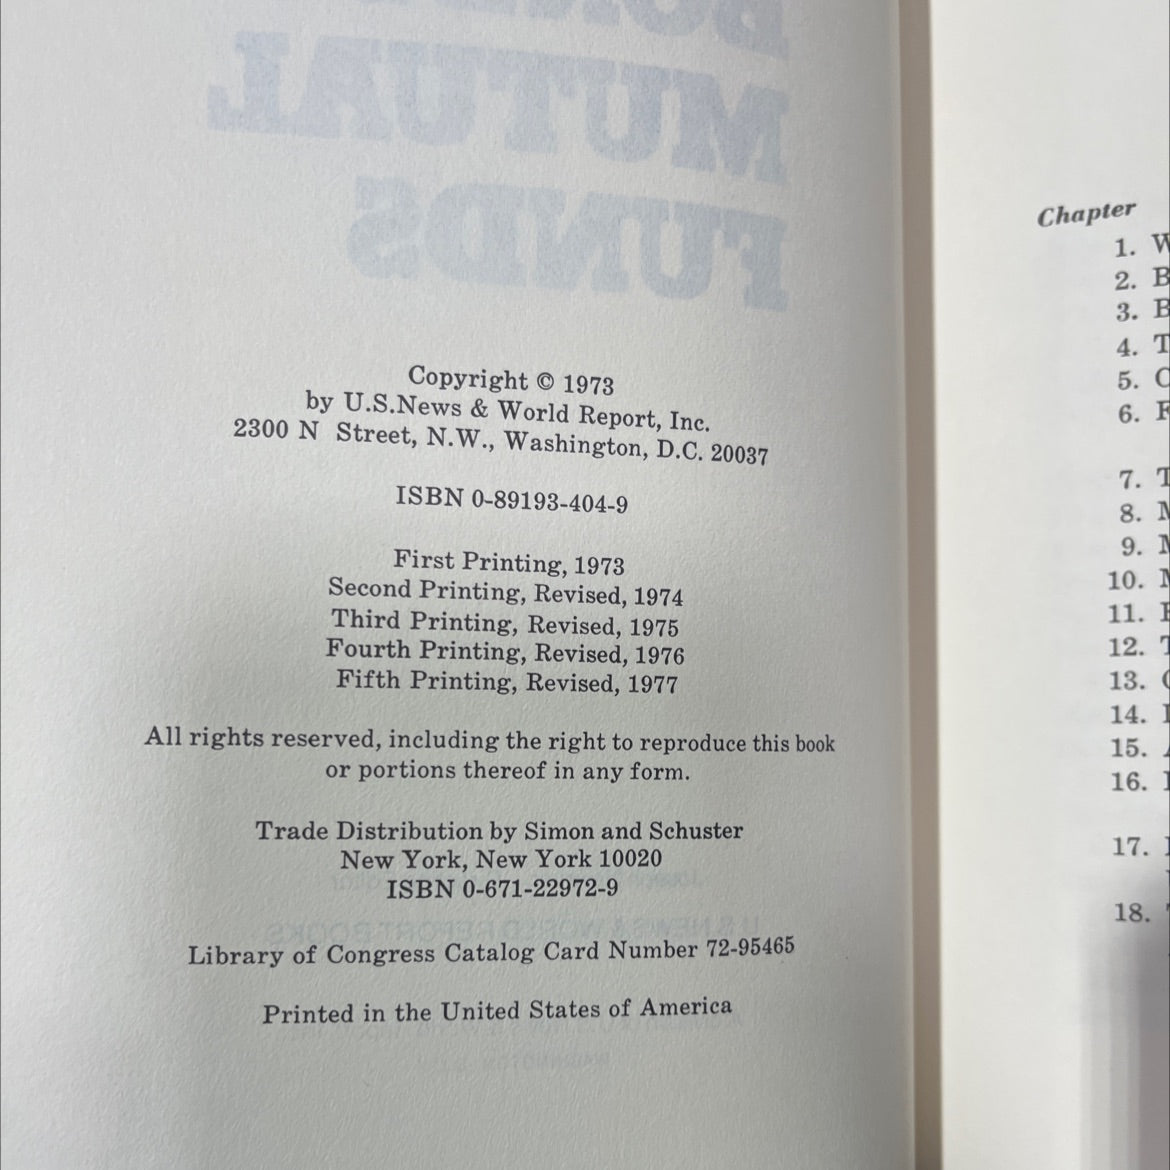 MUTUAL
FUNDS
Copyright © 1973
by U.S.News & World Report, Inc.
2300 N Street, N.W., Washington, D.C. 20037
ISBN 0-89193-404-9
First Printing, 1973
Second Printing, Revised, 1974
Third Printing, Revised, 1975
Fourth Printing, Revised, 1976
Fifth Printing, Revised, 1977
All rights reserved, including the right to reproduce this book
or portions thereof in any form.
Trade Distribution by Simon and Schuster
New York, New York 10020
ISBN 0-671-22972-9
Library of Congress Catalog Card Number 72-95465
Printed in the United States of America
Chapter
1. W
2. B
3. B
4. T
5. C
6. F
7. T
8.
9.
10.
11.
12.
13.
14.
15.
16.
17.
18.